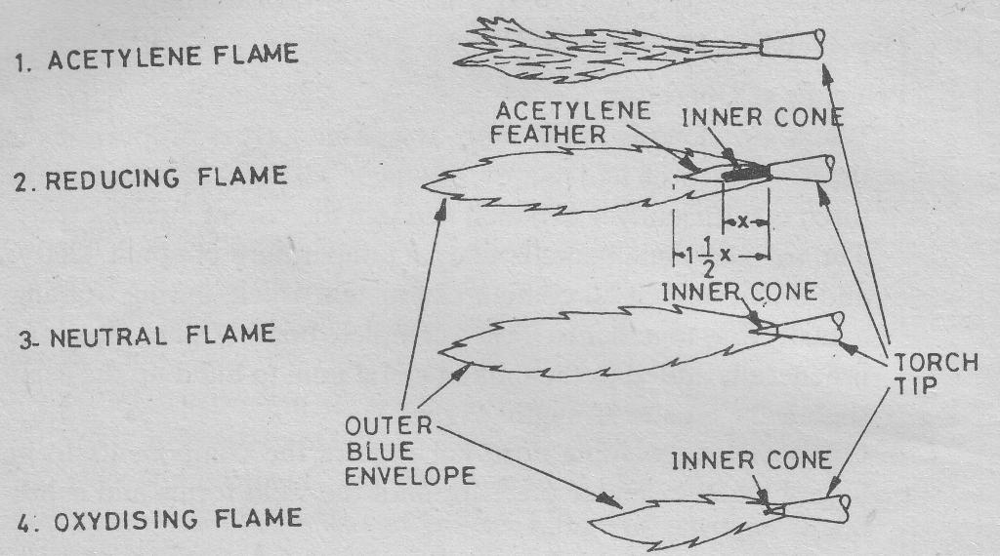 1. ACETYLENE FLAME
ACETYLENE
FEATHER
INNER CONE
2. REDUCING FLAME
x
1 1/2 x
INNER CONE
3- NEUTRAL FLAME
TORCH
TIP
OUTER
BLUE
ENVELOPE
INNER CONE
4. OXYDISING FLAME